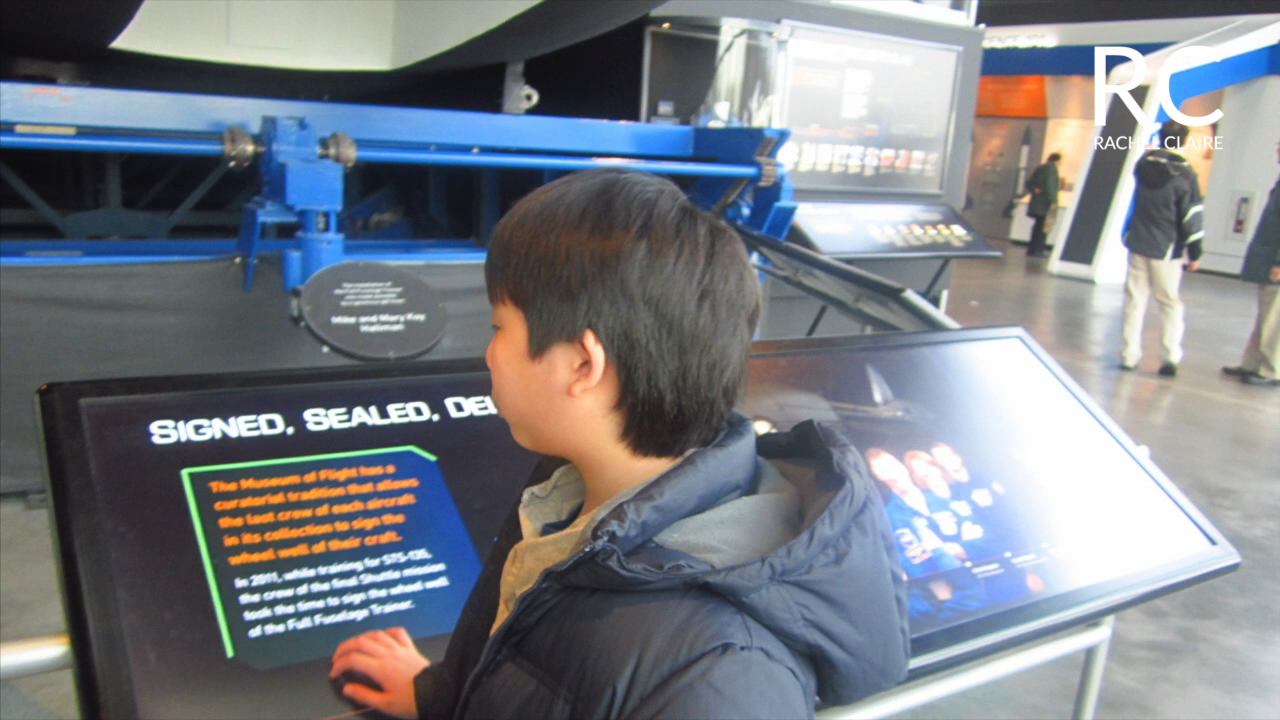 RC
RACHEL CLAIRE
Mike and Mary Kay
Hallman
SIGNED, SEALED, DEL
The Museum of Flight has a
curatorial tradition that allows
the last crew of each aircraft
in its collection to sign the
wheel well of their craft.
In 2011, while training for STS-135,
the crew of the final Shuttle mission
took the time to sign the wheel well
of the Full Fuselage Trainer.